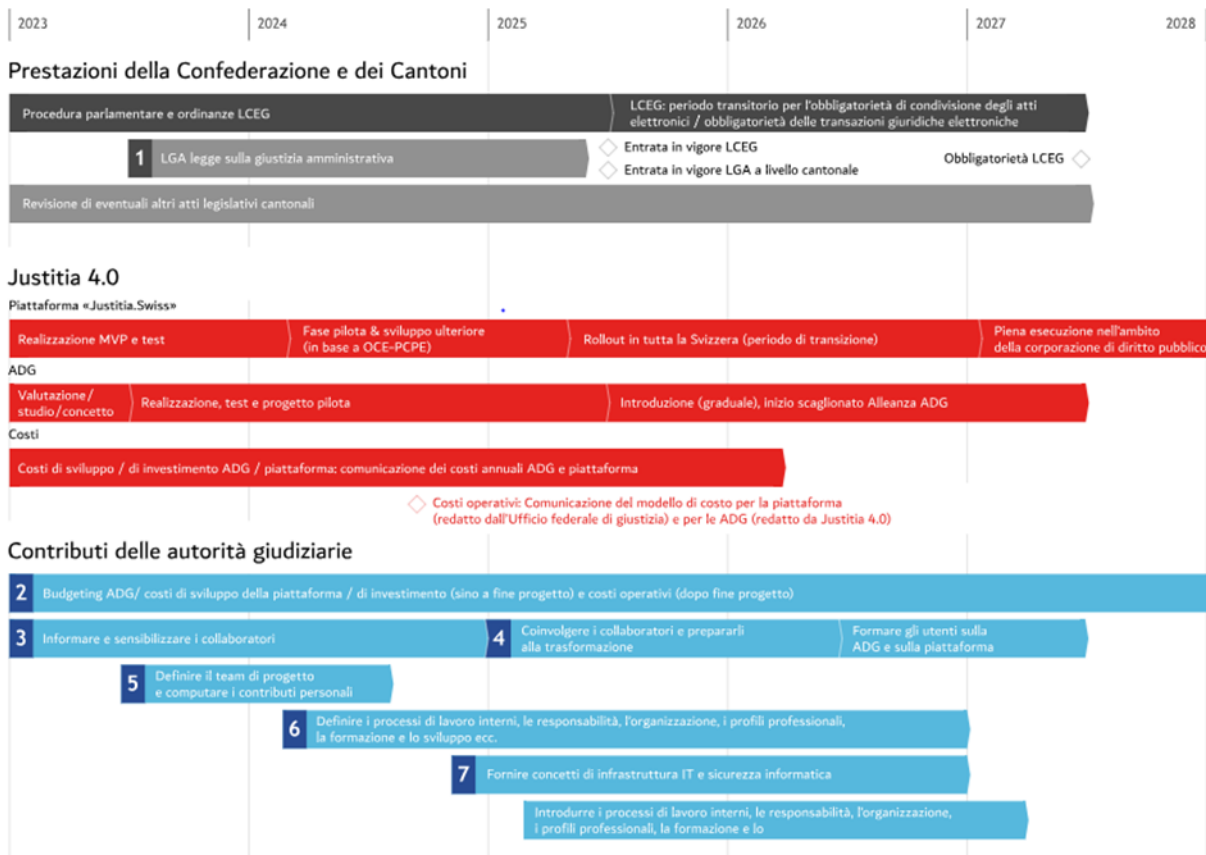 2023 2024 2025 2026 2027 2028
Prestazioni della Confederazione e dei Cantoni
Procedura parlamentare e ordinanze LCEG
LCEG: periodo transitorio per l'obbligatorietà di condivisione degli atti
elettronici / obbligatorietà delle transazioni giuridiche elettroniche
1 LGA legge sulla giustizia amministrativa
Entrata in vigore LCEG
Entrata in vigore LGA a livello cantonale
Obbligatorietà LCEG
Revisione di eventuali altri atti legislativi cantonali
Justitia 4.0
Piattaforma «Justitia.Swiss»
Realizzazione MVP e test
Fase pilota & sviluppo ulteriore
(in base a OCE-PCPE)
Rollout in tutta la Svizzera (periodo di transizione)
Piena esecuzione nell'ambito
della corporazione di diritto pubblico
ADG
Valutazione/
studio/concetto
Realizzazione, test e progetto pilota
Introduzione (graduale), inizio scaglionato Alleanza ADG
Costi
Costi di sviluppo / di investimento ADG / piattaforma: comunicazione dei costi annuali ADG e piattaforma
Costi operativi: Comunicazione del modello di costo per la piattaforma
(redatto dall'Ufficio federale di giustizia) e per le ADG (redatto da Justitia 4.0)
Contributi delle autorità giudiziarie
2 Budgeting ADG/ costi di sviluppo della piattaforma / di investimento (sino a fine progetto) e costi operativi (dopo fine progetto)
3 Informare e sensibilizzare i collaboratori
4 Coinvolgere i collaboratori e prepararli
alla trasformazione
Formare gli utenti sulla
ADG e sulla piattaforma
5 Definire il team di progetto
e computare i contributi personali
6 Definire i processi di lavoro interni, le responsabilità, l'organizzazione, i profili professionali,
la formazione e lo sviluppo ecc.
7 Fornire concetti di infrastruttura IT e sicurezza informatica
Introdurre i processi di lavoro interni, le responsabilità, l'organizzazione,
i profili professionali, la formazione e lo